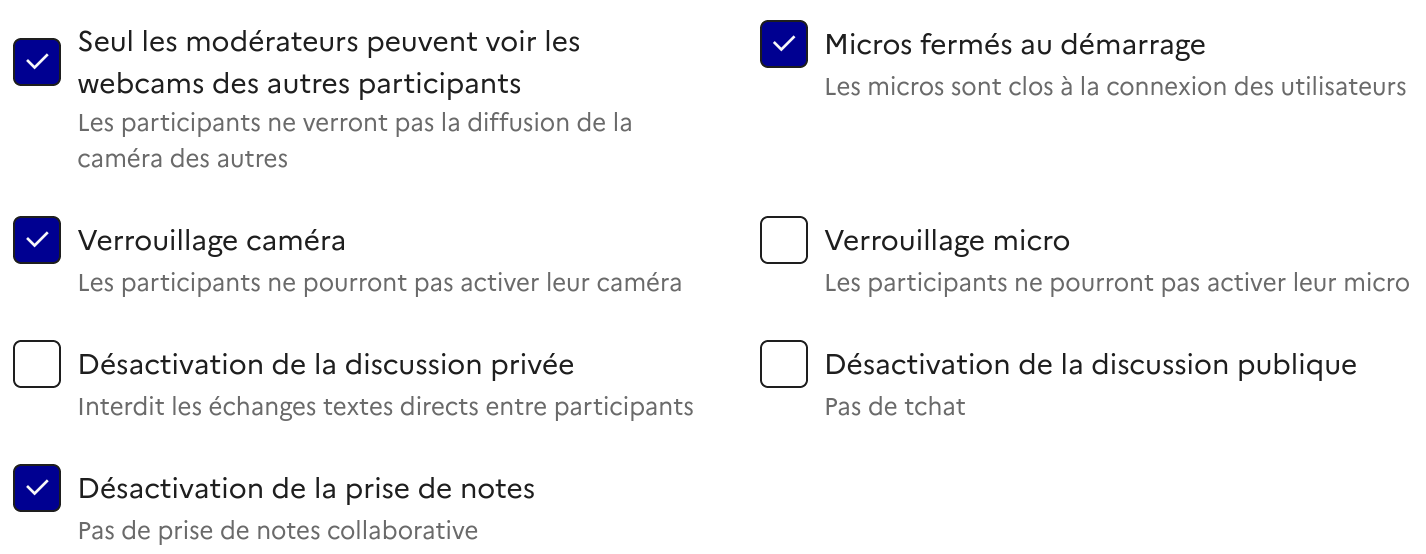 Seul les modérateurs peuvent voir les
webcams des autres participants
Les participants ne verront pas la diffusion de la
caméra des autres
Micros fermés au démarrage
Les micros sont clos à la connexion des utilisateurs
Verrouillage caméra
Les participants ne pourront pas activer leur caméra
Verrouillage micro
Les participants ne pourront pas activer leur micro
Désactivation de la discussion privée
Interdit les échanges textes directs entre participants
Désactivation de la discussion publique
Pas de tchat
Désactivation de la prise de notes
Pas de prise de notes collaborative